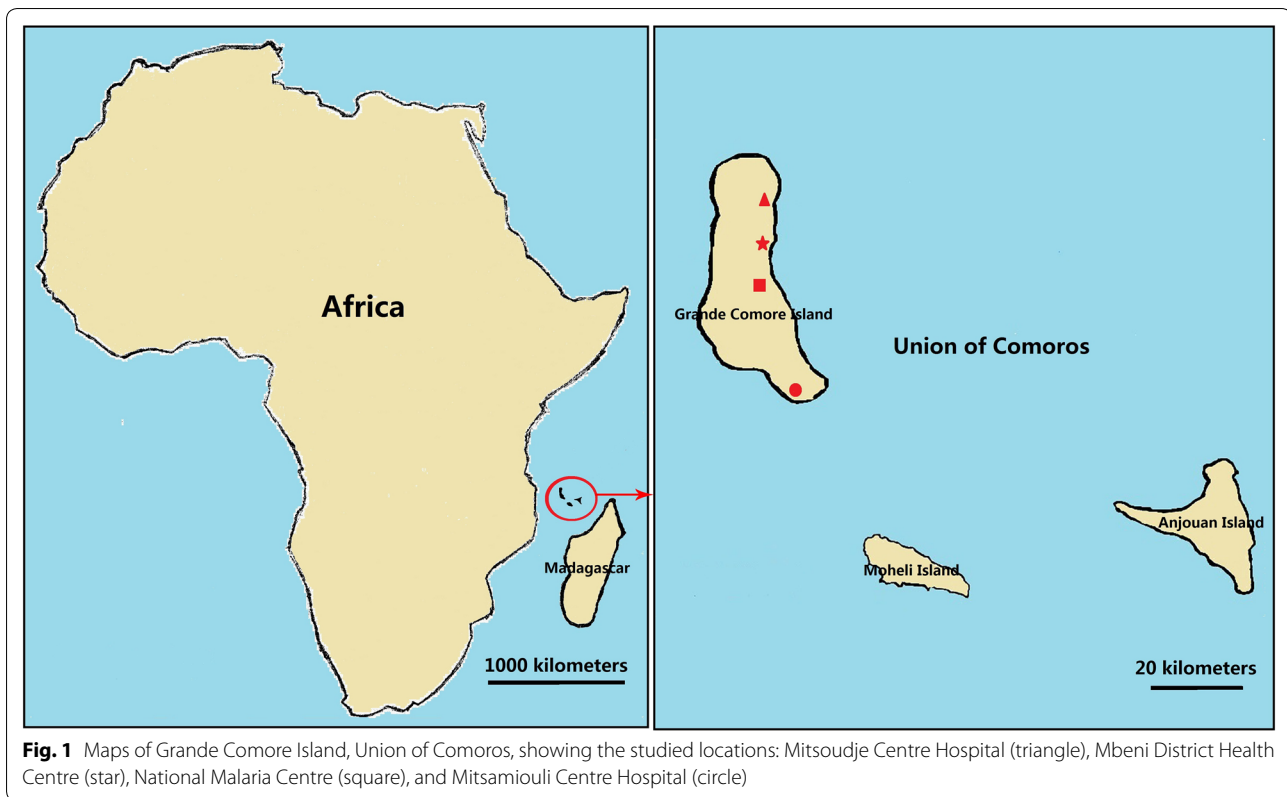 Africa
Madagascar
1000 kilometers
Grande Comore Island
Union of Comoros
Anjouan Island
Moheli Island
20 kilometers
Fig. 1 Maps of Grande Comore Island, Union of Comoros, showing the studied locations: Mitsoudje Centre Hospital (triangle), Mbeni District Health
Centre (star), National Malaria Centre (square), and Mitsamiouli Centre Hospital (circle)